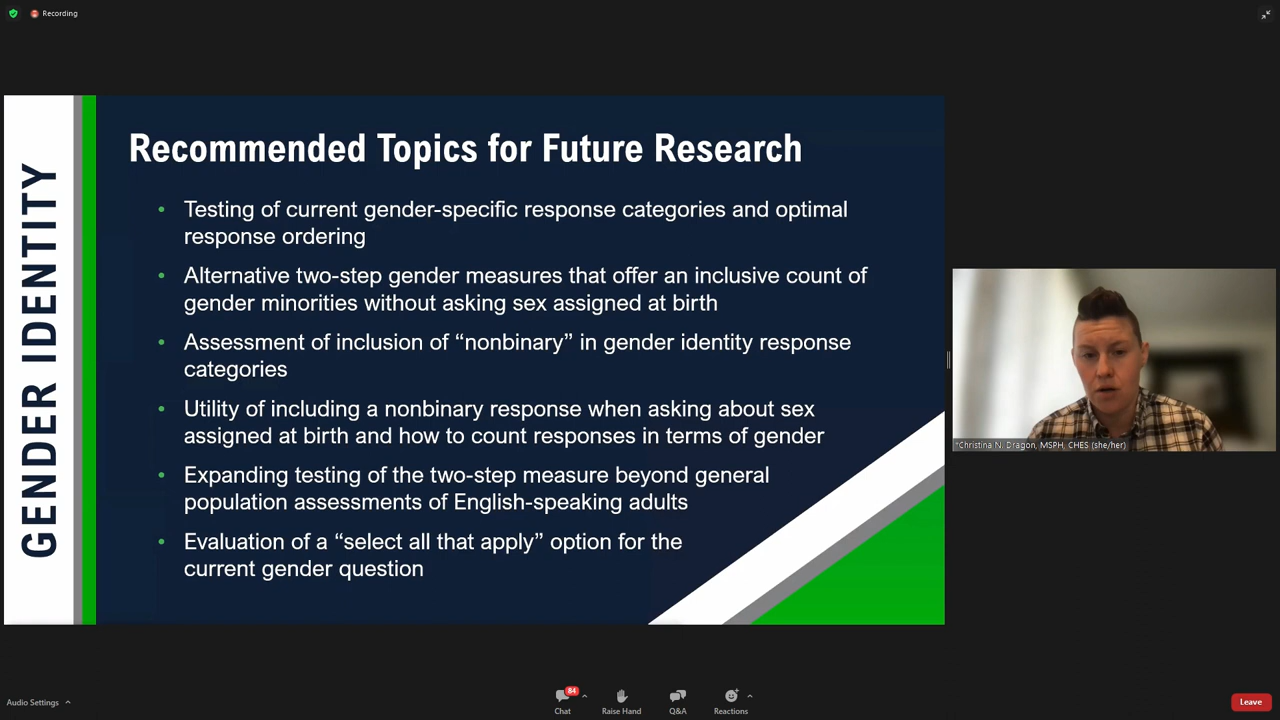 Recording
GENDER IDENTITY
Recommended Topics for Future Research
• Testing of current gender-specific response categories and optimal
response ordering
• Alternative two-step gender measures that offer an inclusive count of
gender minorities without asking sex assigned at birth
• Assessment of inclusion of “nonbinary” in gender identity response
categories
• Utility of including a nonbinary response when asking about sex
assigned at birth and how to count responses in terms of gender
• Expanding testing of the two-step measure beyond general
population assessments of English-speaking adults
• Evaluation of a “select all that apply” option for the
current gender question
*Christina N. Dragon, MSPH, CHES (she/her)
Audio Settings
84
Chat
Raise Hand
Q&A
Reactions
Leave